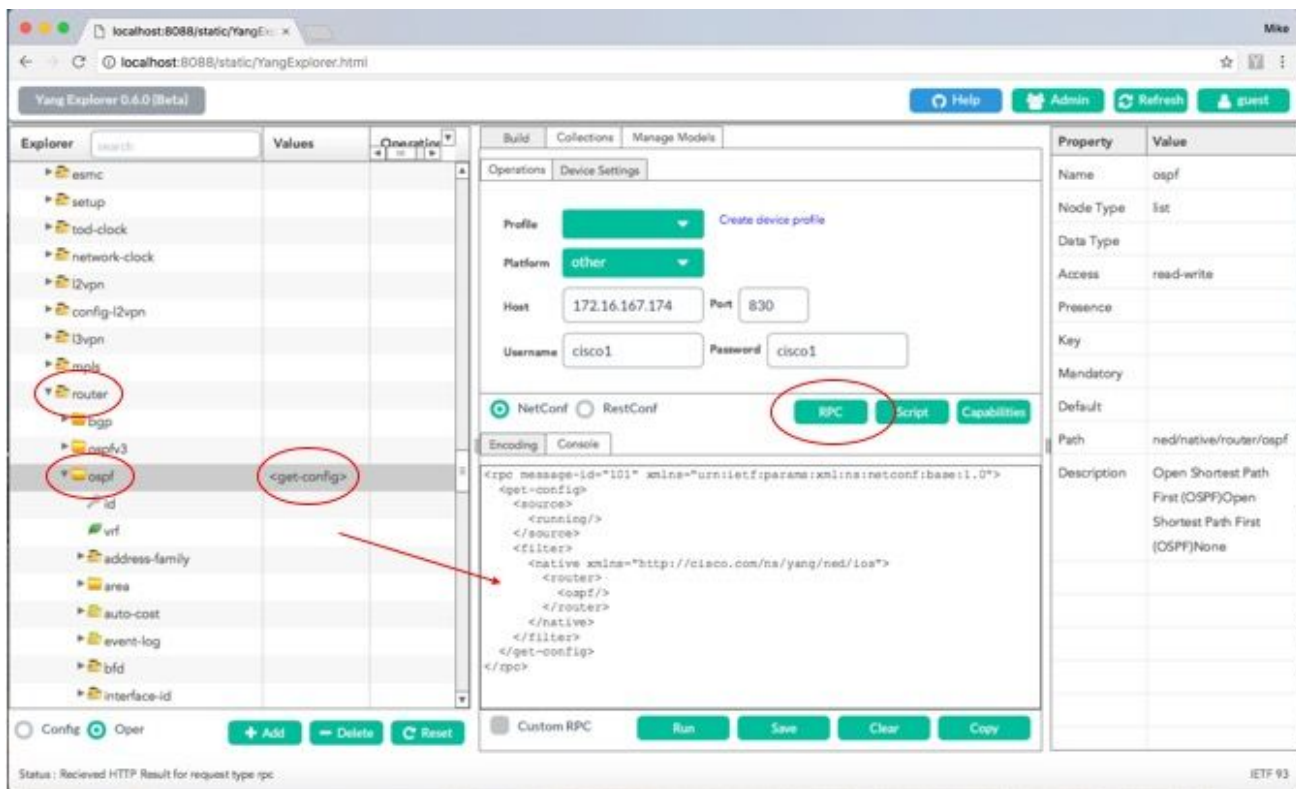 localhost:8088/static/YangEx
Mike
localhost:8088/static/YangExplorer.html
Yang Explorer 0.6.0 (Beta)
Help
Admin
Refresh
guest
Explorer
search
Values
Operation
esmc
setup
tod-clock
network-clock
l2vpn
config-l2vpn
l3vpn
mpls
router
bgp
ospfv3
ospf
<get-config>
id
vrf
address-family
area
auto-cost
event-log
bfd
interface-id
Config
Oper
Add
Delete
Reset
Build
Collections
Manage Models
Operations
Device Settings
Profile
Create device profile
Platform
other
Host
172.16.167.174
Port
830
Username
cisco1
Password
cisco1
NetConf
RestConf
RPC
Script
Capabilities
Encoding
Console
<rpc message-id="101" xmlns="urn:ietf:params:xml:ns:netconf:base:1.0">
<get-config>
<source>
<running/>
</source>
<filter>
<native xmlns="http://cisco.com/ns/yang/ned/ios">
<router>
<ospf/>
</router>
</native>
</filter>
</get-config>
</rpc>
Custom RPC
Run
Save
Clear
Copy
Property
Value
Name
ospf
Node Type
list
Data Type
Access
read-write
Presence
Key
Mandatory
Default
Path
ned/native/router/ospf
Description
Open Shortest Path
First (OSPF)Open
Shortest Path First
(OSPF)None
Status : Recieved HTTP Result for request type rpc
IETF 93